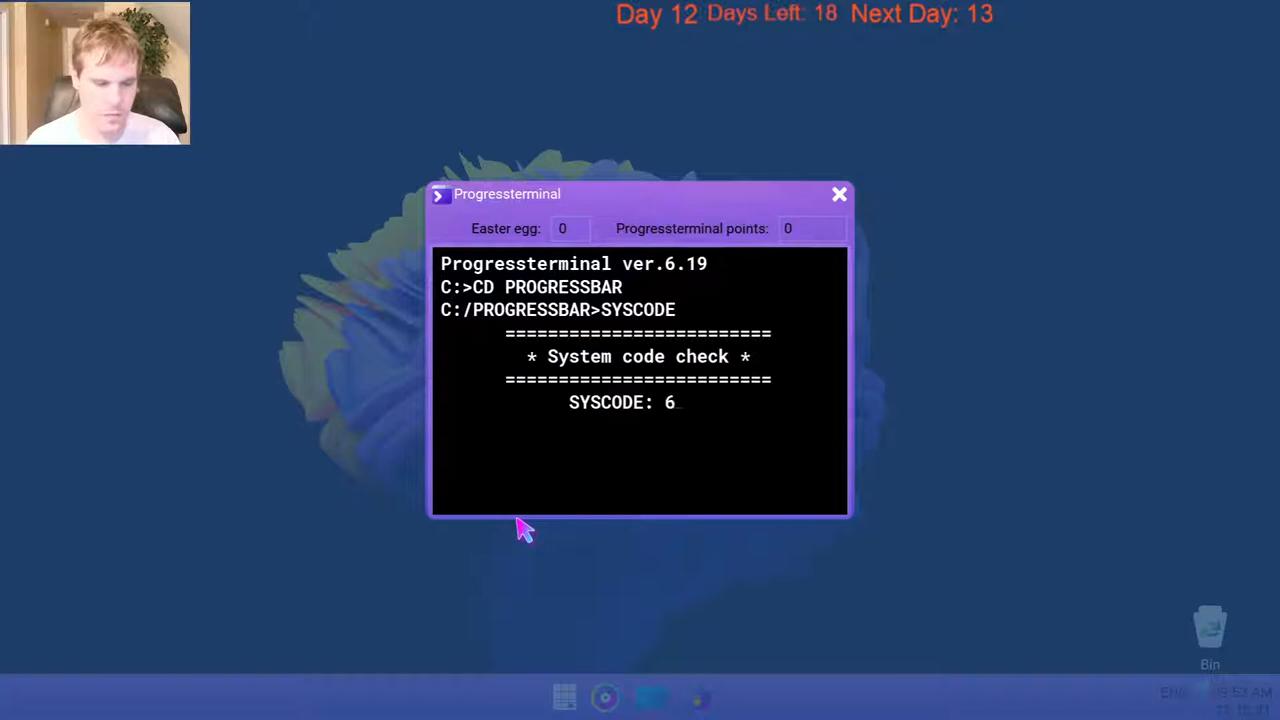 Day 12 Days Left: 18 Next Day: 13
Progressterminal
Easter egg: 0 Progressterminal points: 0
Progressterminal ver.6.19
C:>CD PROGRESSBAR
C:/PROGRESSBAR>SYSCODE
=========================
* System code check *
=========================
SYSCODE: 6_
Bin